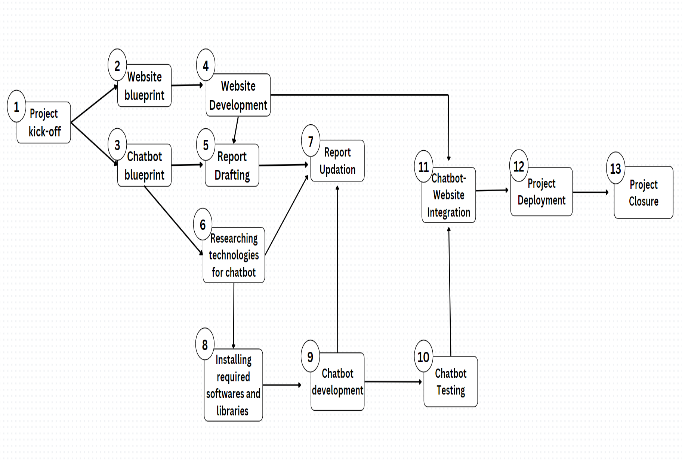 1
Project
kick-off
2
Website
blueprint
3
Chatbot
blueprint
4
Website
Development
5
Report
Drafting
6
Researching
technologies
for chatbot
7
Report
Updation
8
Installing
required
softwares and
libraries
9
Chatbot
development
10
Chatbot
Testing
11
Chatbot-
Website
Integration
12
Project
Deployment
13
Project
Closure